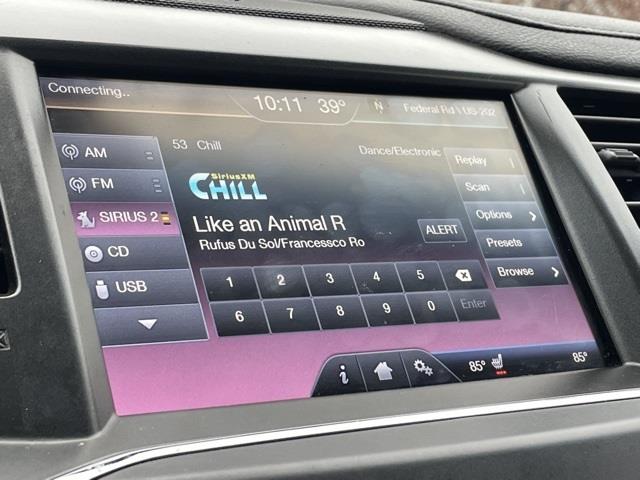 Connecting..
10:11 39° N Federal Rd \ US-202
AM
FM
SIRIUS 2
CD
USB
53 Chill Dance/Electronic
SiriusXM
CHILL
Like an Animal R
Rufus Du Sol/Francessco Ro
ALERT
1 2 3 4 5
6 7 8 9 0 Enter
Replay
Scan
Options
Presets
Browse
i
85° 85°